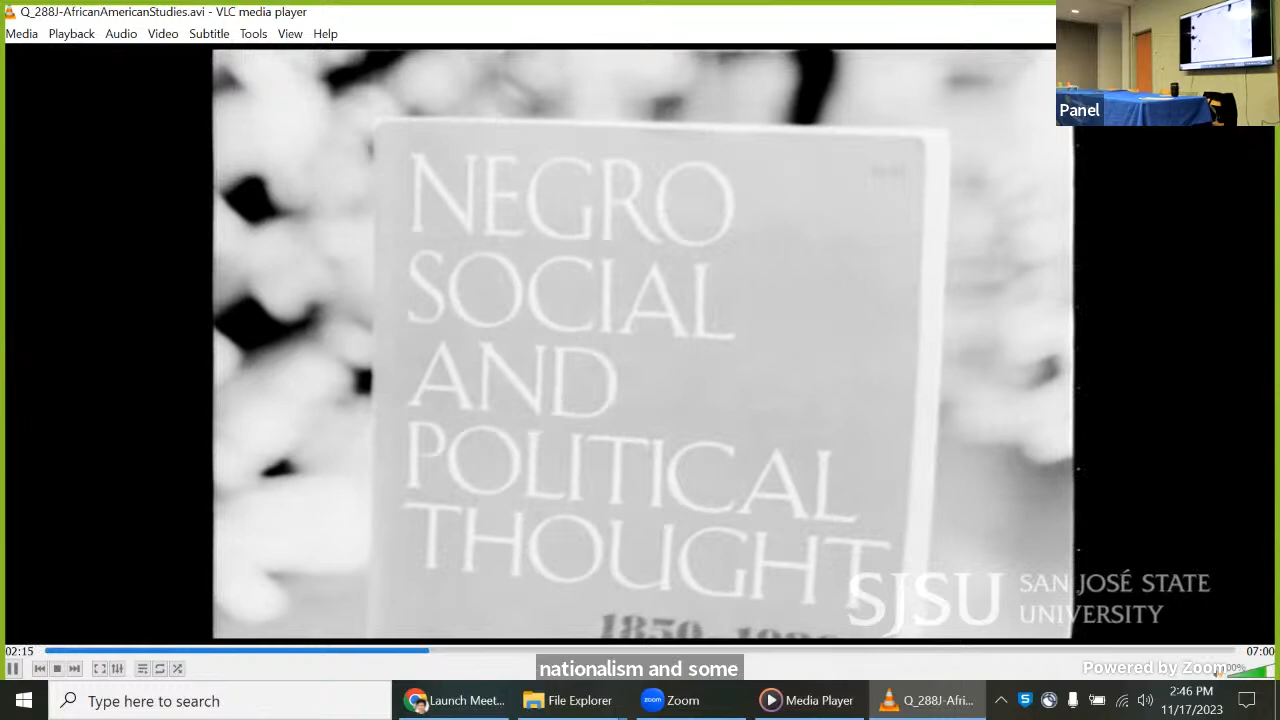 Q_288J-AfricanAmericanStudies.avi - VLC media player
Media Playback Audio Video Subtitle Tools View Help
Panel
NEGRO
SOCIAL
AND
POLITICAL
THOUGHT
SJSU SAN JOSÉ STATE
UNIVERSITY
02:15
07:00
nationalism and some
Powered by Zoom
Type here to search
Launch Meet...
File Explorer
Zoom
Media Player
Q_288J-Afri...
2:46 PM
11/17/2023